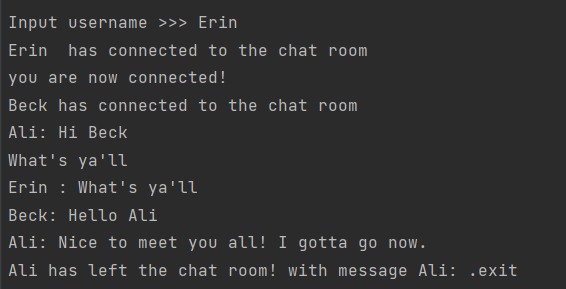 Input username >>> Erin
Erin  has connected to the chat room
you are now connected!
Beck has connected to the chat room
Ali: Hi Beck
What's ya'll
Erin : What's ya'll
Beck: Hello Ali
Ali: Nice to meet you all! I gotta go now.
Ali has left the chat room! with message Ali: .exit